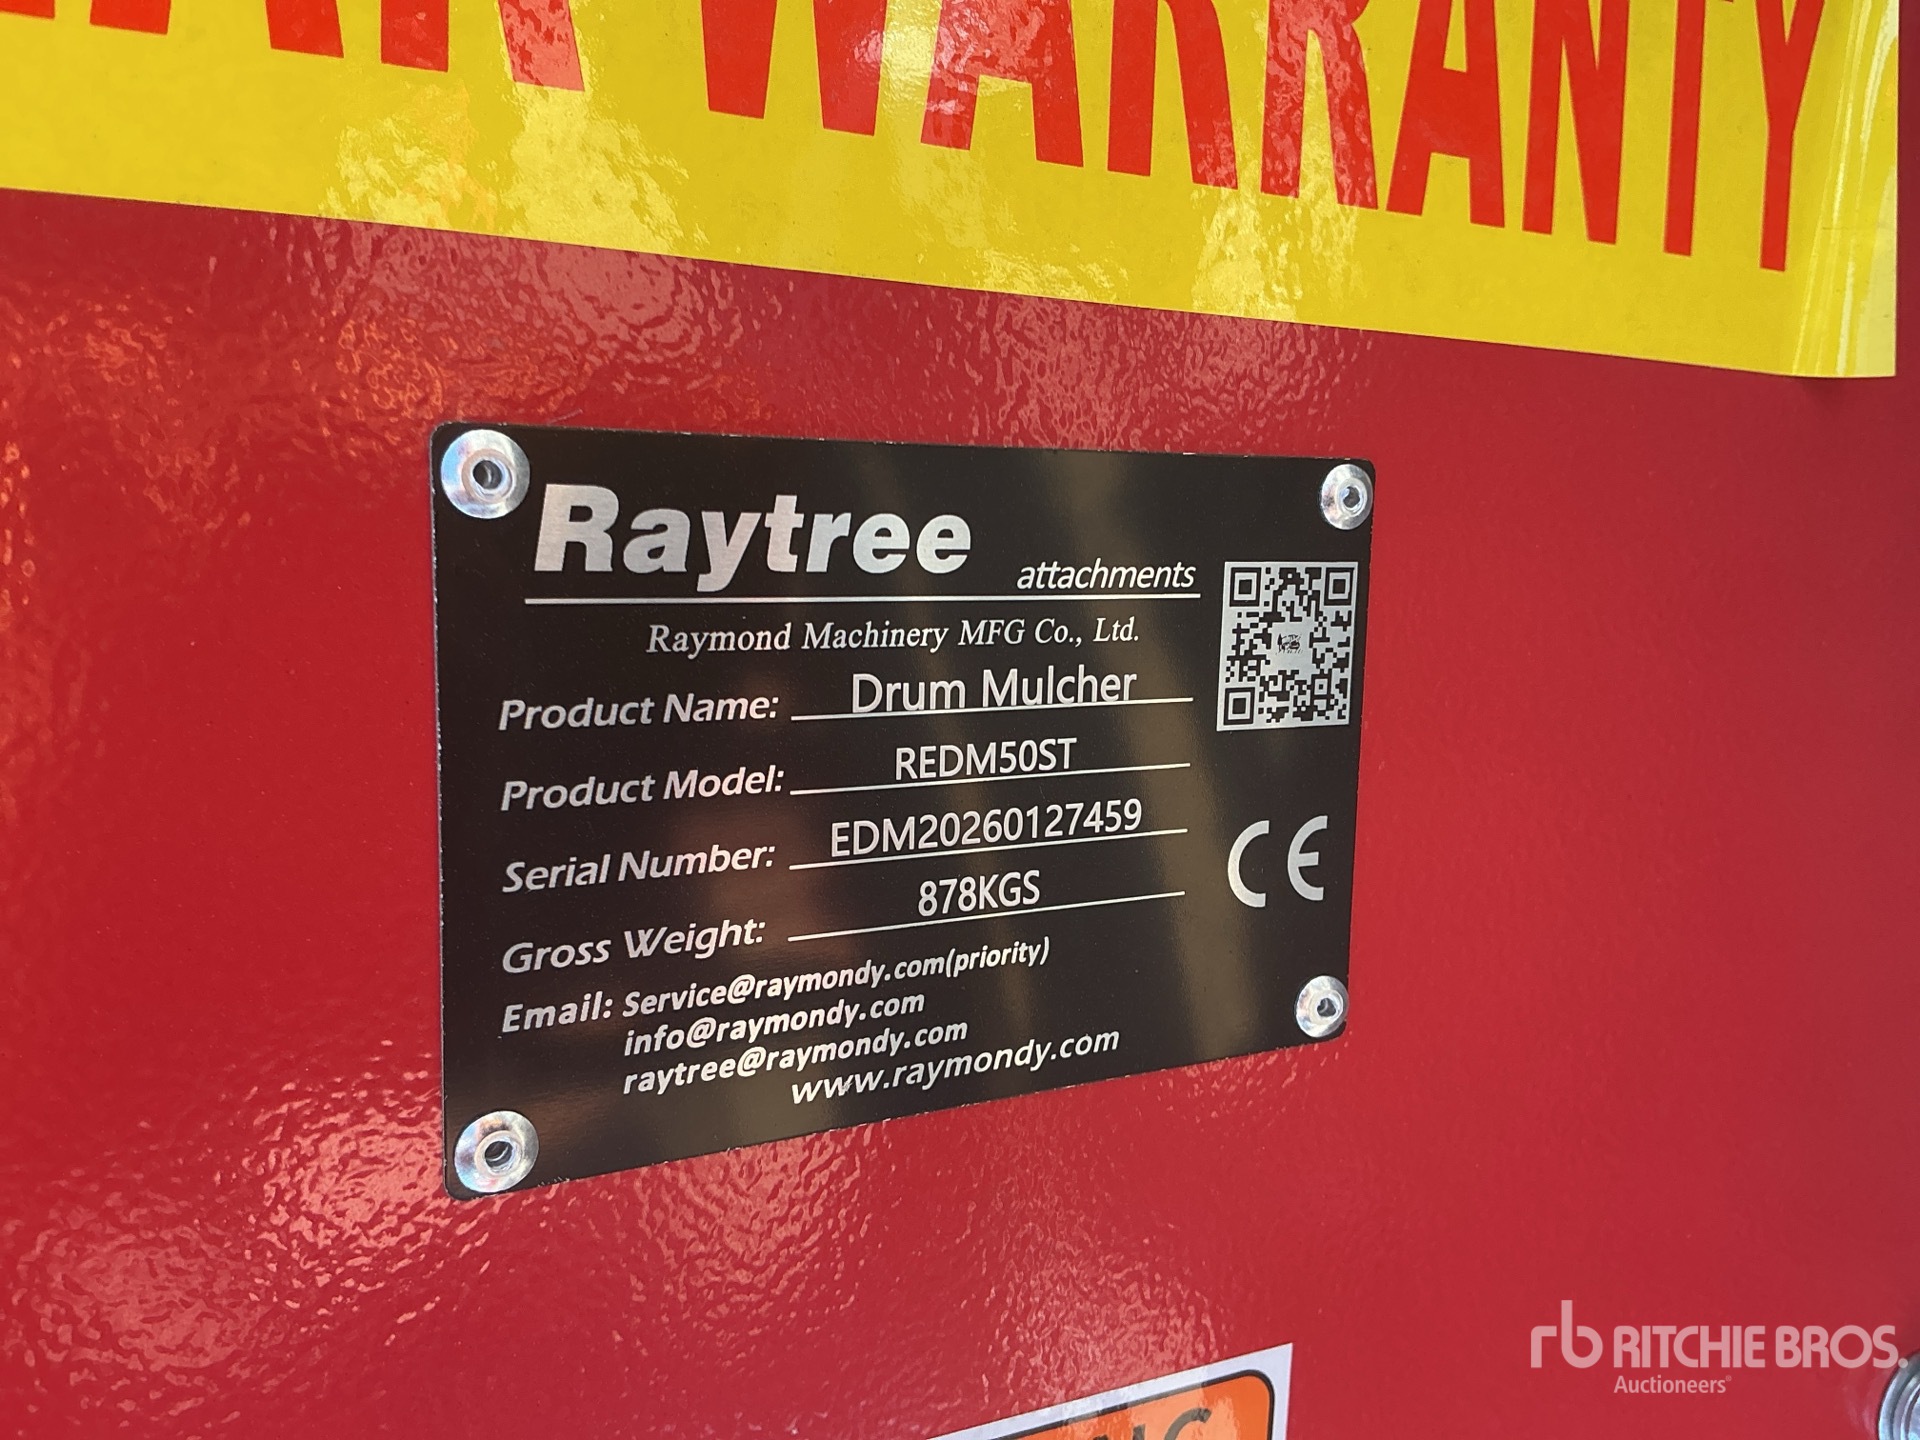 WARRANTY
Raytree
attachments
Raymond Machinery MFG Co., Ltd.
Product Name: Drum Mulcher
Product Model: REDM50ST
Serial Number: EDM20260127459
Gross Weight: 878KGS
CE
Email: Service@raymondy.com(priority)
info@raymondy.com
raytree@raymondy.com
www.raymondy.com
rb RITCHIE BROS.
Auctioneers